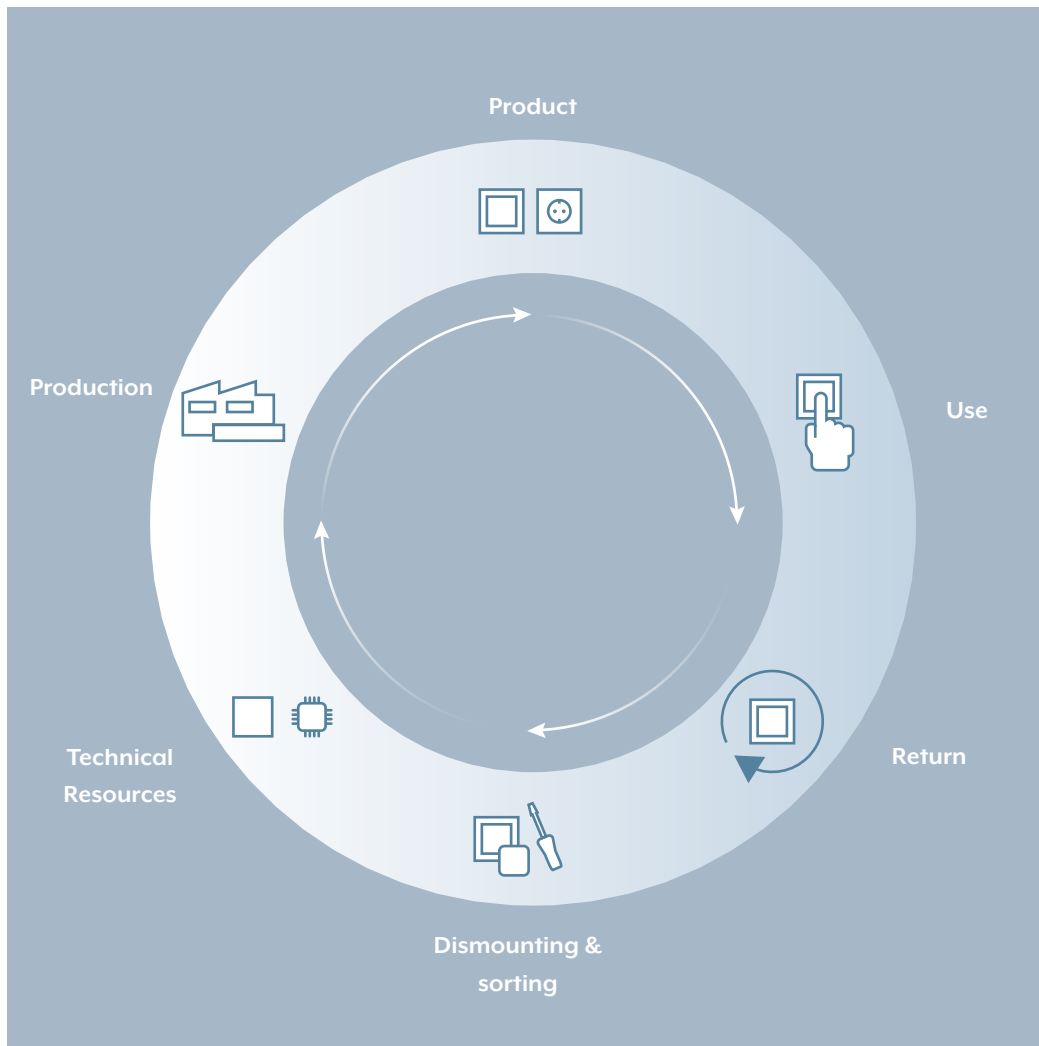 Product
Production
Use
Technical
Resources
Return
Dismounting &
sorting